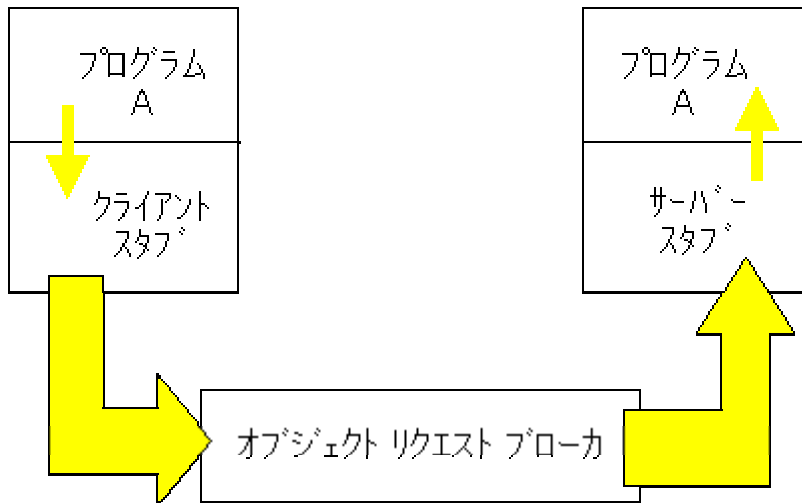 プログラム
A
クライアント
スタブ
プログラム
A
サーバー
スタブ
オブジェクト リクエスト ブローカ